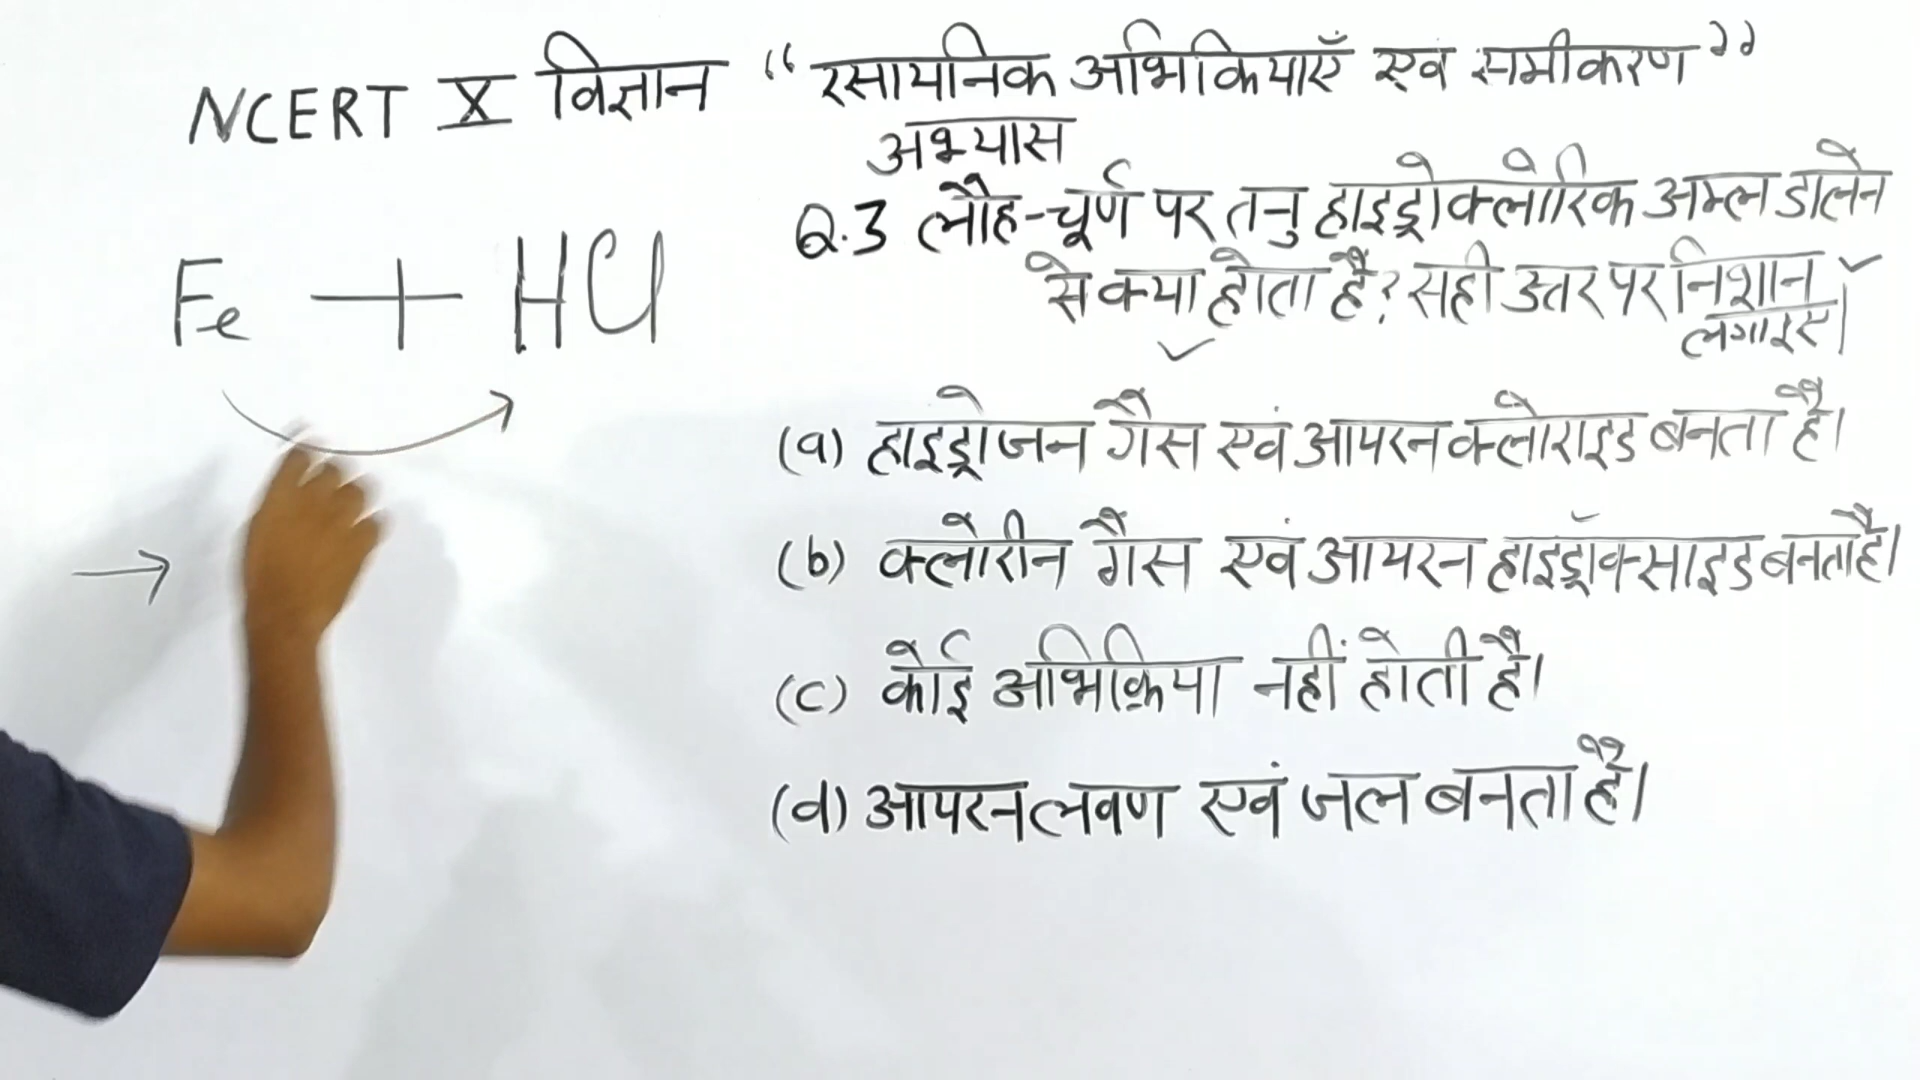 NCERT X विज्ञान “रसायनिक अभिक्रियाएँ एवं समीकरण”
अभ्यास
Q.3 लौह-चूर्ण पर तनु हाइड्रोक्लोरिक अम्ल डालने
से क्या होता है? सही उत्तर पर निशान
लगाइए।
Fe + HCl
(a) हाइड्रोजन गैस एवं आयरन क्लोराइड बनता है।
(b) क्लोरीन गैस एवं आयरन हाइड्रॉक्साइड बनता है।
(c) कोई अभिक्रिया नहीं होती है।
(d) आयरन लवण एवं जल बनता है।